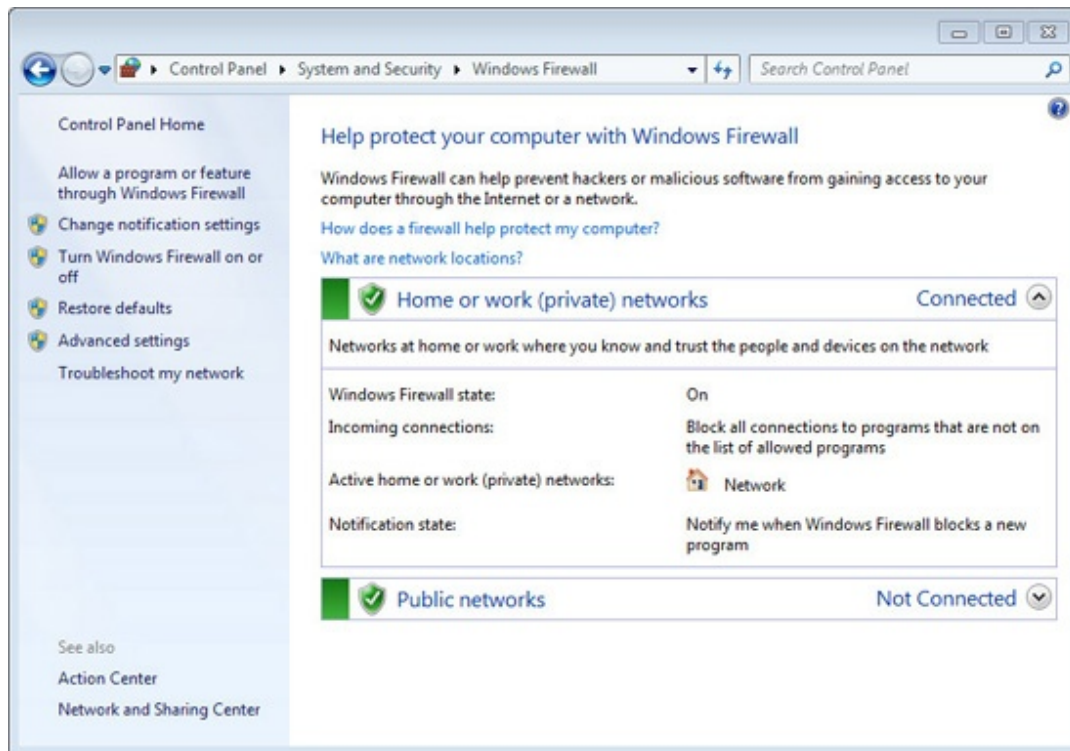 Control Panel ▸ System and Security ▸ Windows Firewall
Search Control Panel
Control Panel Home
Allow a program or feature
through Windows Firewall
Change notification settings
Turn Windows Firewall on or
off
Restore defaults
Advanced settings
Troubleshoot my network
See also
Action Center
Network and Sharing Center
Help protect your computer with Windows Firewall
Windows Firewall can help prevent hackers or malicious software from gaining access to your
computer through the Internet or a network.
How does a firewall help protect my computer?
What are network locations?
Home or work (private) networks Connected
Networks at home or work where you know and trust the people and devices on the network
Windows Firewall state: On
Incoming connections: Block all connections to programs that are not on
the list of allowed programs
Active home or work (private) networks: Network
Notification state: Notify me when Windows Firewall blocks a new
program
Public networks Not Connected